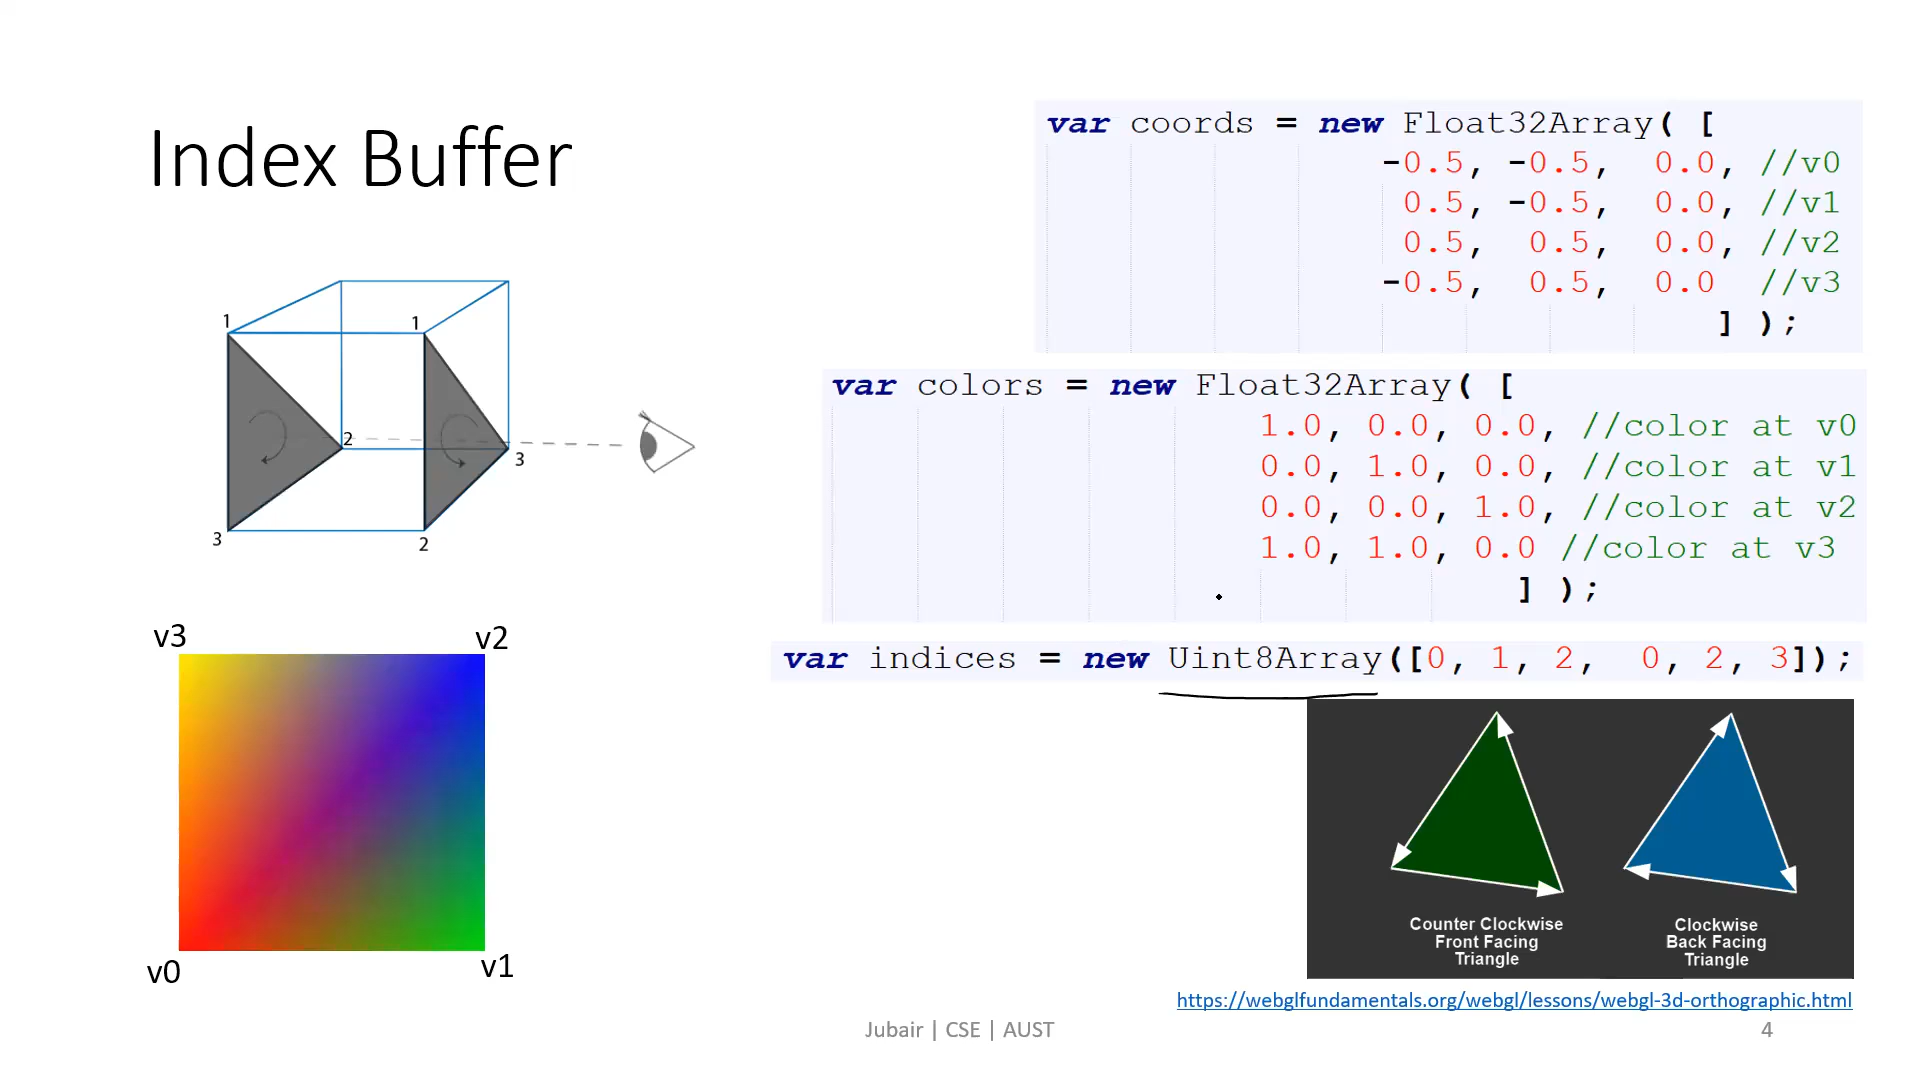 Index Buffer
var coords = new Float32Array( [
-0.5, -0.5, 0.0, //v0
0.5, -0.5, 0.0, //v1
0.5, 0.5, 0.0, //v2
-0.5, 0.5, 0.0 //v3
] );
var colors = new Float32Array( [
1.0, 0.0, 0.0, //color at v0
0.0, 1.0, 0.0, //color at v1
0.0, 0.0, 1.0, //color at v2
1.0, 1.0, 0.0 //color at v3
] );
var indices = new Uint8Array([0, 1, 2, 0, 2, 3]);
1 1
2
3
3
2
v3 v2
v0 v1
Counter Clockwise
Front Facing
Triangle
Clockwise
Back Facing
Triangle
https://webglfundamentals.org/webgl/lessons/webgl-3d-orthographic.html
Jubair | CSE | AUST
4